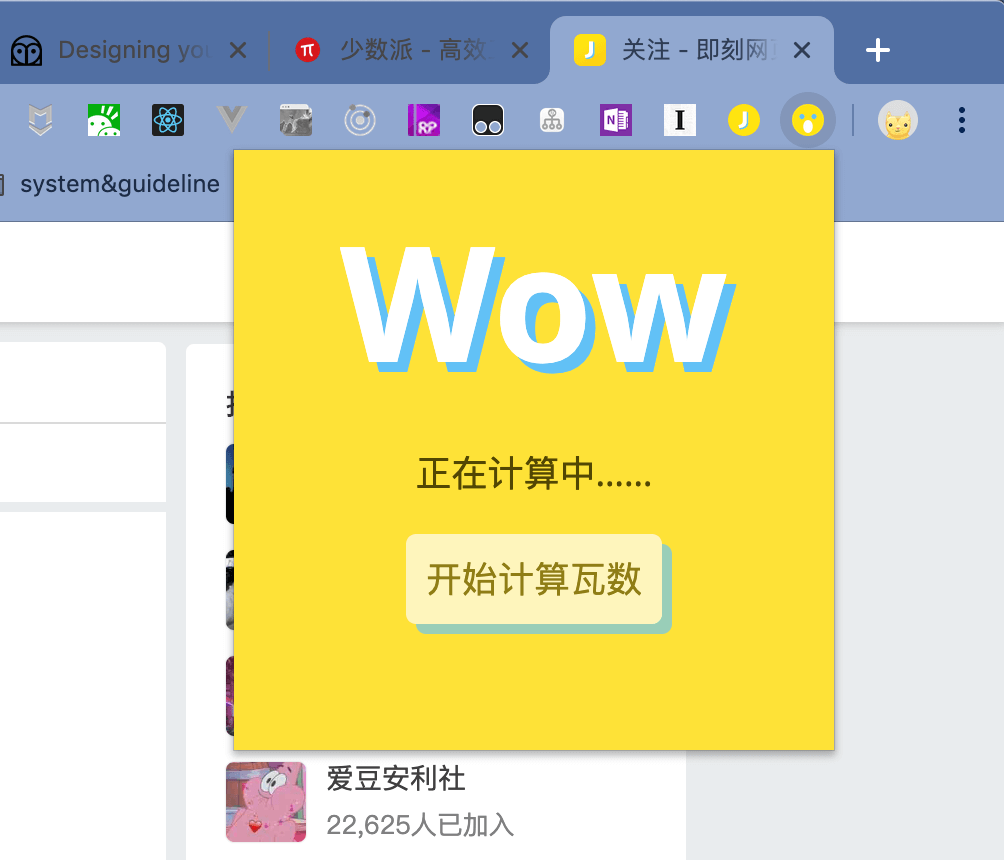 Designing you
少数派 - 高效
关注 - 即刻网
system&guideline
Wow
正在计算中......
开始计算瓦数
爱豆安利社
22,625人已加入